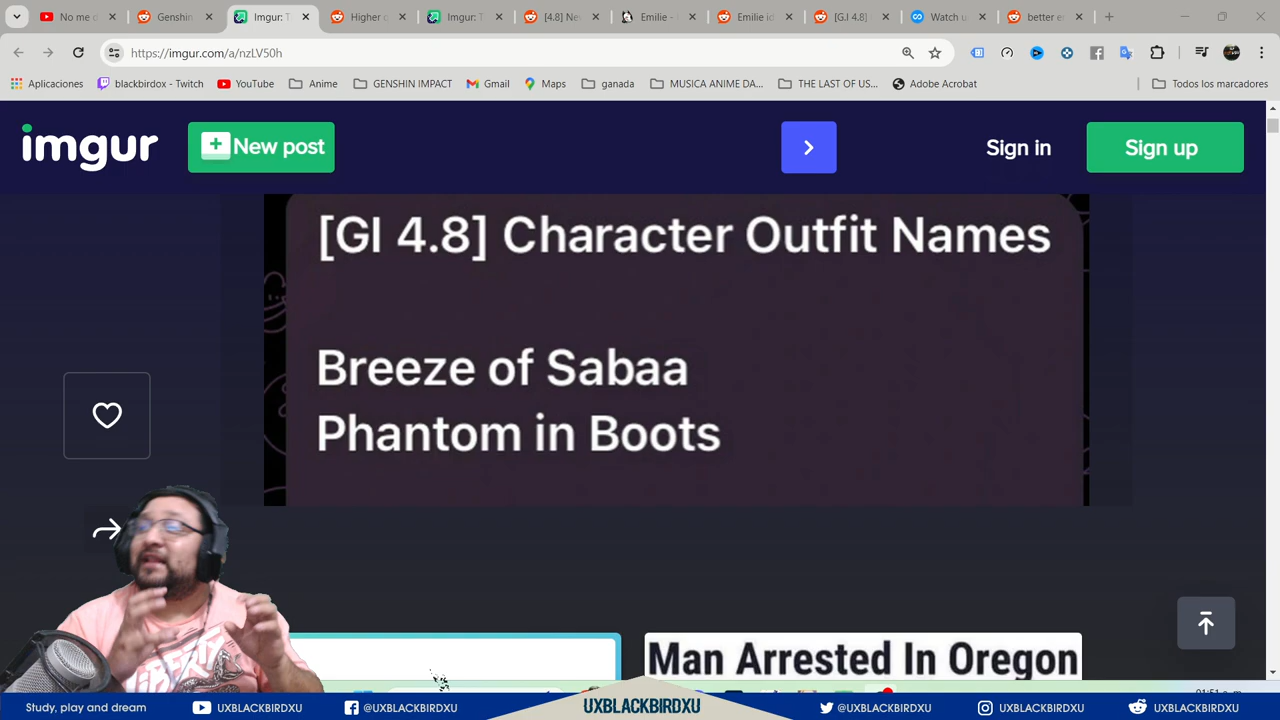 No me d
Genshin
Imgur: T
Higher o
Imgur: T
[4.8] Ne
Emilie -
Emilie id
[G.I 4.8]
Watch u
better e
https://imgur.com/a/nzLV50h
Aplicaciones
blackbirdox - Twitch
YouTube
Anime
GENSHIN IMPACT
Gmail
Maps
ganada
MUSICA ANIME DA...
THE LAST OF US...
Adobe Acrobat
Todos los marcadores
imgur
New post
Sign in
Sign up
[GI 4.8] Character Outfit Names
Breeze of Sabaa
Phantom in Boots
Man Arrested In Oregon
Study, play and dream
UXBLACKBIRDXU
@UXBLACKBIRDXU
UXBLACKBIRDXU
@UXBLACKBIRDXU
UXBLACKBIRDXU
UXBLACKBIRDXU